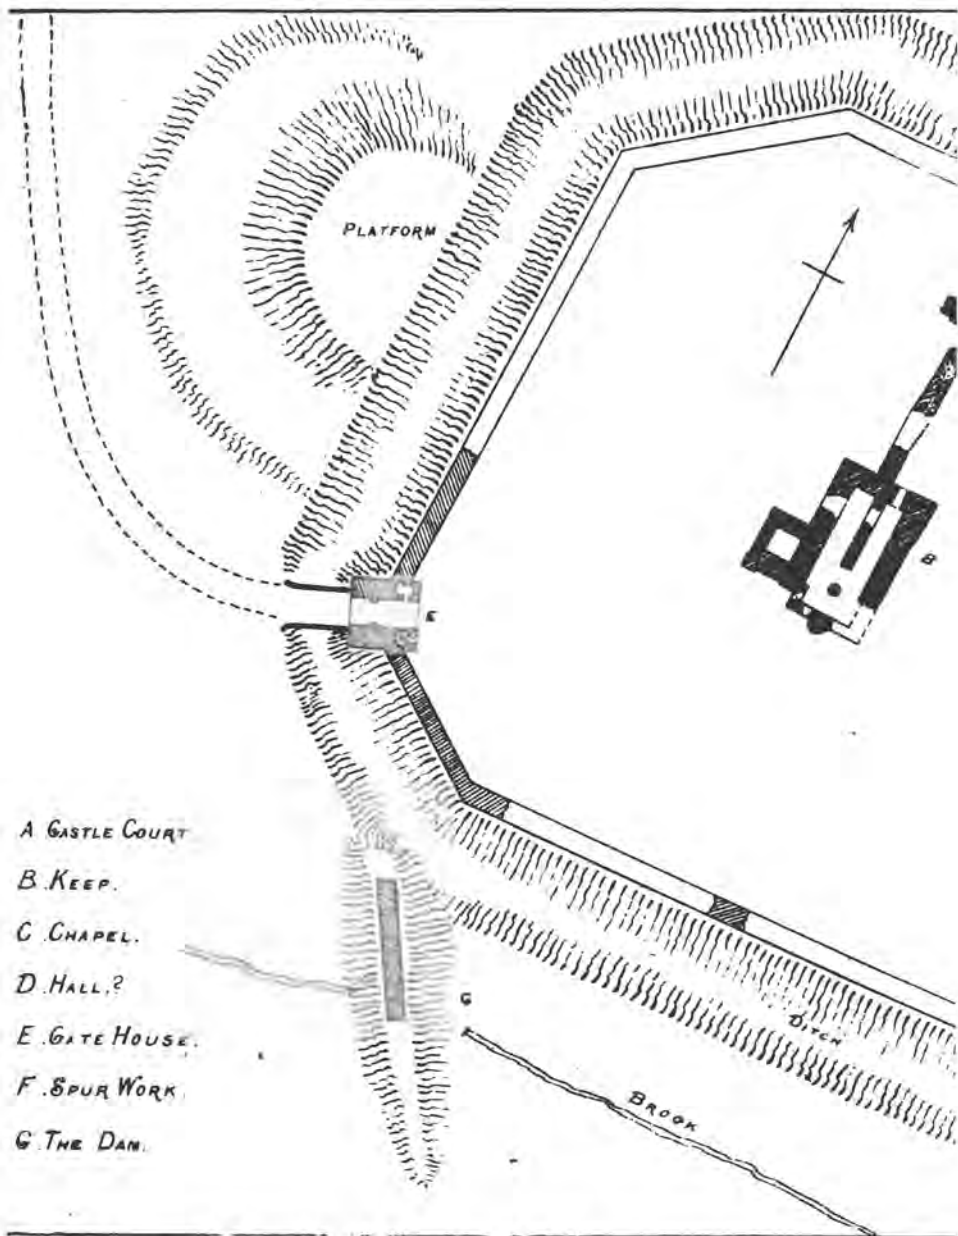 PLATFORM
B
E
A CASTLE COURT
B. KEEP.
C. CHAPEL.
D. HALL.?
E. GATE HOUSE.
F. SPUR WORK
G. THE DAM.
G
DITCH
BROOK